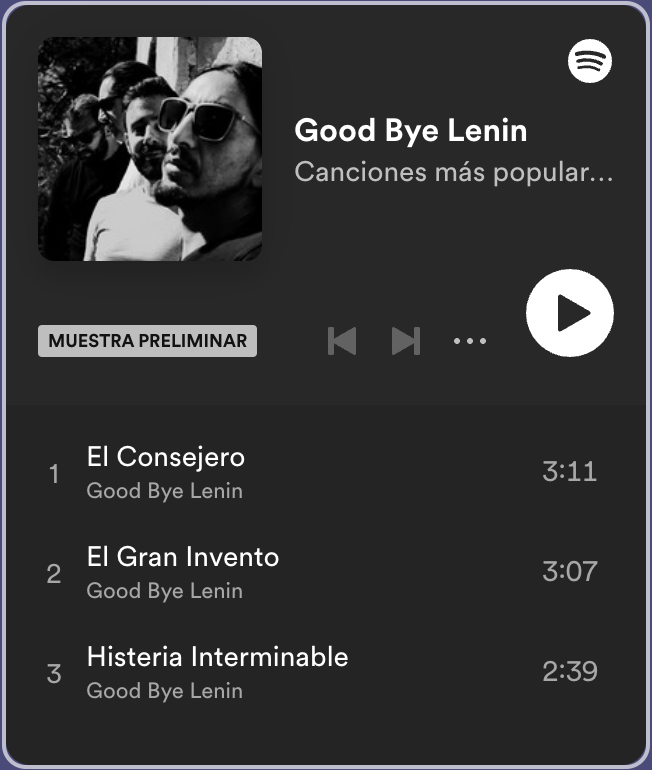 Good Bye Lenin
Canciones más popular...
MUESTRA PRELIMINAR
1 El Consejero 3:11
Good Bye Lenin
2 El Gran Invento 3:07
Good Bye Lenin
3 Histeria Interminable 2:39
Good Bye Lenin